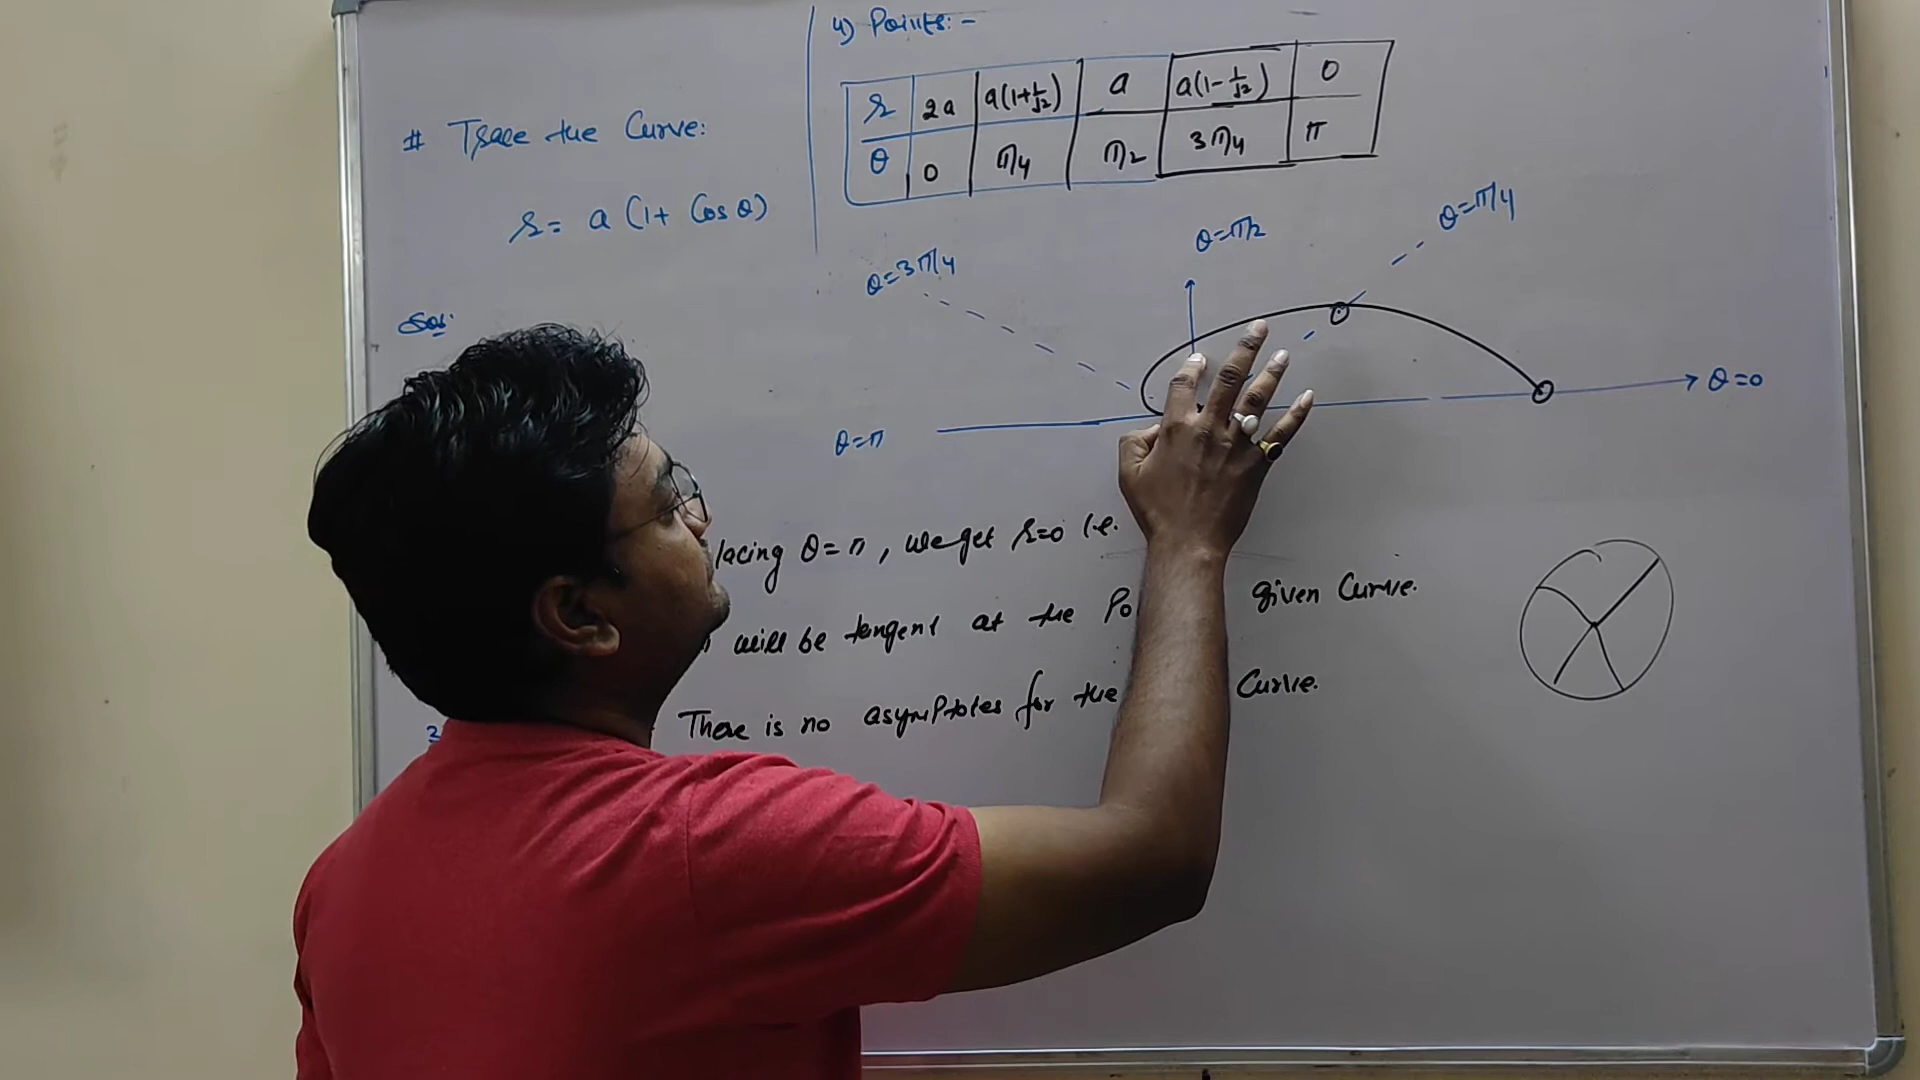 # Trace the Curve:
r = a (1 + Cos θ)
Sol:
4) Points: -
r 2a a(1+1/√2) a a(1-1/√2) 0
θ 0 π/4 π/2 3π/4 π
θ=3π/4
θ=π/2
θ=π/4
θ=0
θ=π
lacing θ=π, we get r=0 i.e.
will be tangent at the Po given Curve.
3
There is no asymptotes for the Curve.